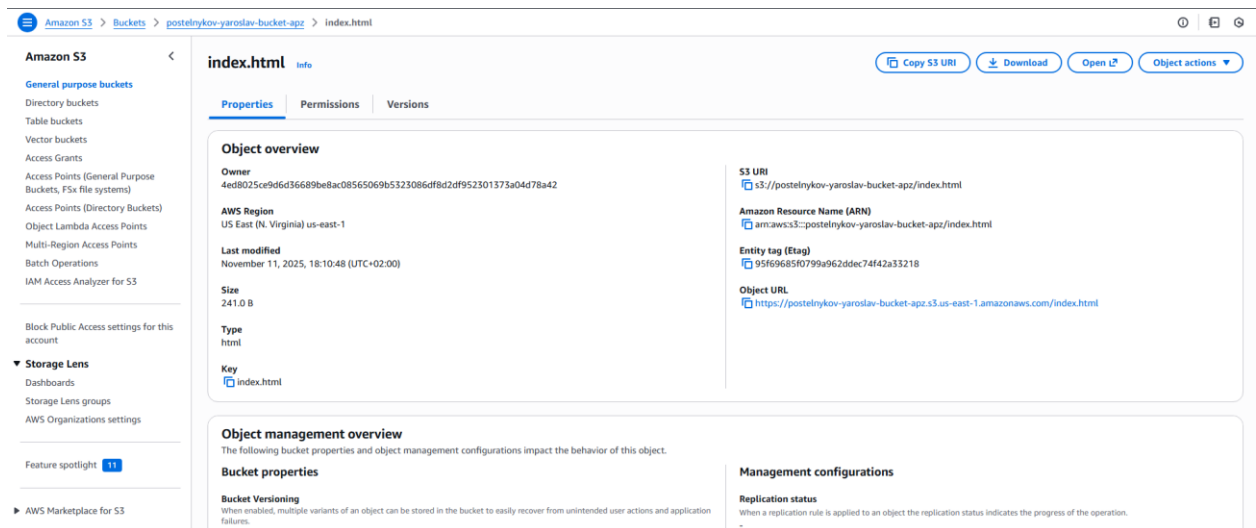 Amazon S3 > Buckets > postelnykov-yaroslav-bucket-apz > index.html
Amazon S3
General purpose buckets
Directory buckets
Table buckets
Vector buckets
Access Grants
Access Points (General Purpose
Buckets, FSx file systems)
Access Points (Directory Buckets)
Object Lambda Access Points
Multi-Region Access Points
Batch Operations
IAM Access Analyzer for S3
Block Public Access settings for this
account
Storage Lens
Dashboards
Storage Lens groups
AWS Organizations settings
Feature spotlight 11
AWS Marketplace for S3
index.html Info
Copy S3 URI Download Open Object actions
Properties Permissions Versions
Object overview
Owner
4ed8025ce9d6d36689be8ac08565069b5323086df8d2df952301373a04d78a42
AWS Region
US East (N. Virginia) us-east-1
Last modified
November 11, 2025, 18:10:48 (UTC+02:00)
Size
241.0 B
Type
html
Key
index.html
S3 URI
s3://postelnykov-yaroslav-bucket-apz/index.html
Amazon Resource Name (ARN)
arn:aws:s3:::postelnykov-yaroslav-bucket-apz/index.html
Entity tag (Etag)
95f69685f0799a962ddec74f42a33218
Object URL
https://postelnykov-yaroslav-bucket-apz.s3.us-east-1.amazonaws.com/index.html
Object management overview
The following bucket properties and object management configurations impact the behavior of this object.
Bucket properties
Bucket Versioning
When enabled, multiple variants of an object can be stored in the bucket to easily recover from unintended user actions and application
failures.
Management configurations
Replication status
When a replication rule is applied to an object the replication status indicates the progress of the operation.
-